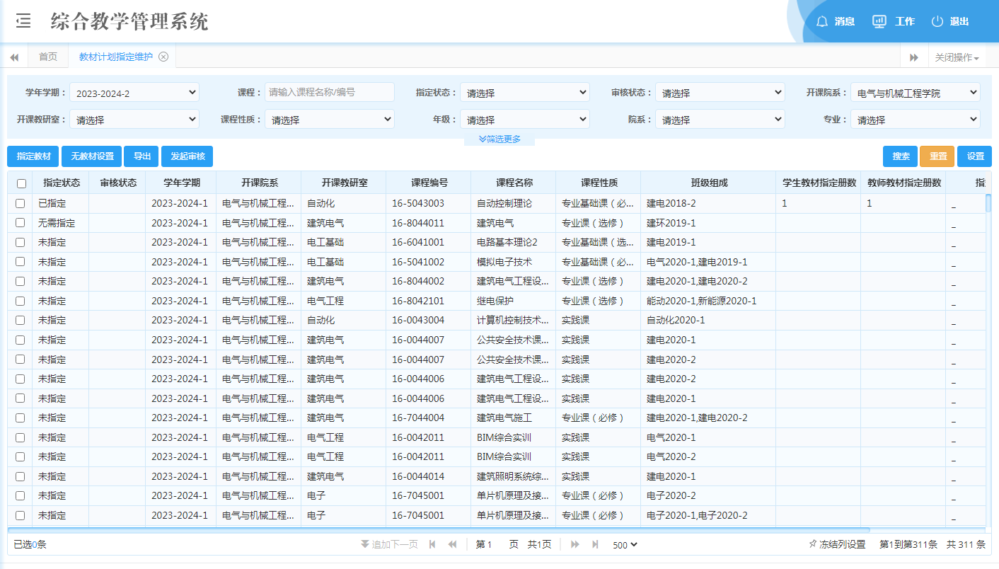 综合教学管理系统 消息 工作 退出
首页 教材计划指定维护 关闭操作
学年学期： 2023-2024-2 课程： 请输入课程名称/编号 指定状态： 请选择 审核状态： 请选择 开课院系： 电气与机械工程学院
开课教研室： 请选择 课程性质： 请选择 年级： 请选择 院系： 请选择 专业： 请选择
筛选更多
指定教材 无教材设置 导出 发起审核 搜索 重置 设置
指定状态 审核状态 学年学期 开课院系 开课教研室 课程编号 课程名称 课程性质 班级组成 学生教材指定册数 教师教材指定册数 指
已指定 2023-2024-1 电气与机械工程... 自动化 16-5043003 自动控制理论 专业基础课（必... 建电2018-2 1 1 _
无需指定 2023-2024-1 电气与机械工程... 建筑电气 16-8044011 建筑电气 专业课（选修） 建环2019-1 _
未指定 2023-2024-1 电气与机械工程... 电工基础 16-6041001 电路基本理论2 专业基础课（选... 建电2019-1 _
未指定 2023-2024-1 电气与机械工程... 电工基础 16-5041002 模拟电子技术 专业基础课（必... 电气2020-1,建电2019-1 _
未指定 2023-2024-1 电气与机械工程... 建筑电气 16-8044002 建筑电气工程设... 专业课（选修） 建电2020-1,建电2020-2 _
未指定 2023-2024-1 电气与机械工程... 电气工程 16-8042101 继电保护 专业课（选修） 能动2020-1,新能源2020-1 _
未指定 2023-2024-1 电气与机械工程... 自动化 16-0043004 计算机控制技术... 实践课 自动化2020-1 _
未指定 2023-2024-1 电气与机械工程... 建筑电气 16-0044007 公共安全技术课... 实践课 建电2020-1 _
未指定 2023-2024-1 电气与机械工程... 建筑电气 16-0044007 公共安全技术课... 实践课 建电2020-2 _
未指定 2023-2024-1 电气与机械工程... 建筑电气 16-0044006 建筑电气工程设... 实践课 建电2020-2 _
未指定 2023-2024-1 电气与机械工程... 建筑电气 16-0044006 建筑电气工程设... 实践课 建电2020-1 _
未指定 2023-2024-1 电气与机械工程... 建筑电气 16-7044004 建筑电气施工 专业课（必修） 建电2020-1,建电2020-2 _
未指定 2023-2024-1 电气与机械工程... 电气工程 16-0042011 BIM综合实训 实践课 电气2020-1 _
未指定 2023-2024-1 电气与机械工程... 电气工程 16-0042011 BIM综合实训 实践课 电气2020-2 _
未指定 2023-2024-1 电气与机械工程... 建筑电气 16-0044014 建筑照明系统综... 实践课 建电2020-1 _
未指定 2023-2024-1 电气与机械工程... 电子 16-7045001 单片机原理及接... 专业课（必修） 电子2020-2 _
未指定 2023-2024-1 电气与机械工程... 电子 16-7045001 单片机原理及接... 专业课（必修） 电子2020-1,电子2020-2 _
已选0条 追加下一页 第 1 页 共1页 500 冻结列设置 第1到第311条 共 311 条